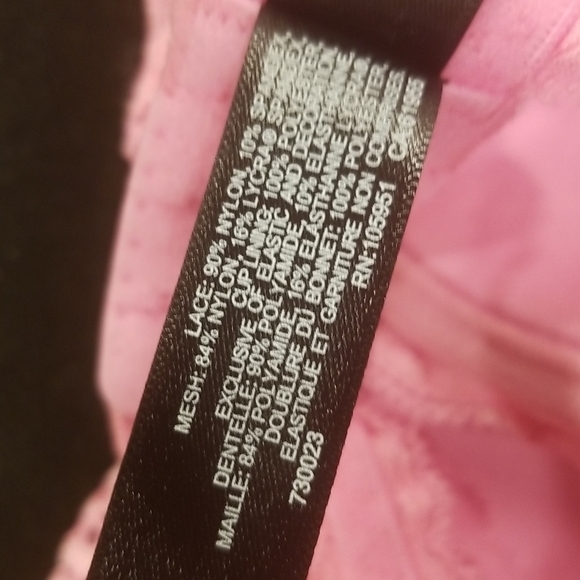 LACE: 90% NYLON, 10% SPANDEX.
MESH: 84% NYLON, 16% LYCRA® SPANDEX.
CUP LINING: 100% POLYESTER.
EXCLUSIVE OF ELASTIC AND DECORATION.
DENTELLE: 90% POLYAMIDE, 10% ELASTHANNE.
MAILLE: 84% POLYAMIDE, 16% ELASTHANNE LYCRA®.
DOUBLURE DU BONNET: 100% POLYESTER.
ELASTIQUE ET GARNITURE NON COMPRISES.
730023 RN: 105951